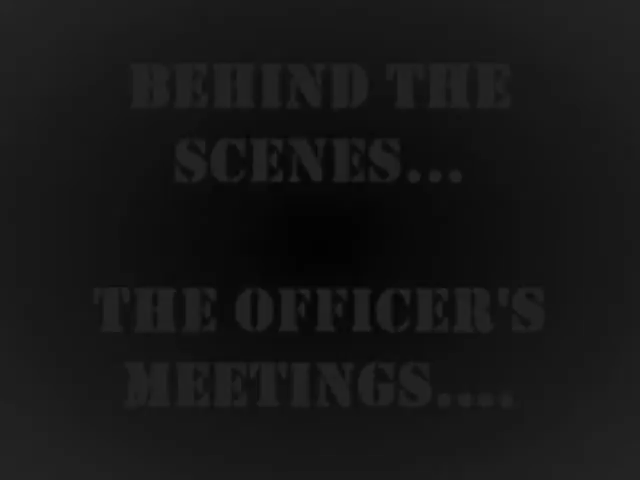 BEHIND THE
SCENES...
THE OFFICER'S
MEETINGS....